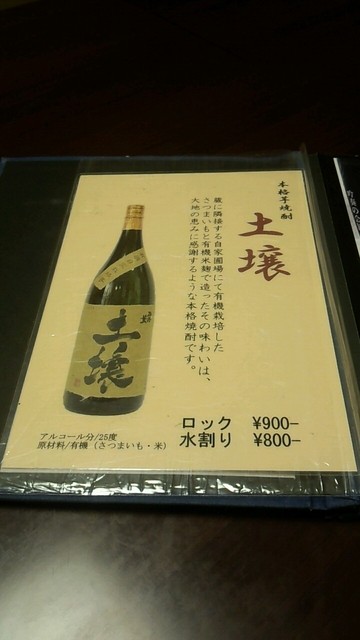 本格芋焼酎
土壌
蔵に隣接する自家圃場にて有機栽培した
さつまいもと有機米麹で造ったその味わいは、
大地の恵みに感謝するような本格焼酎です。
土壌
ロック ¥900-
水割り ¥800-
アルコール分/25度
原材料/有機（さつまいも・米）